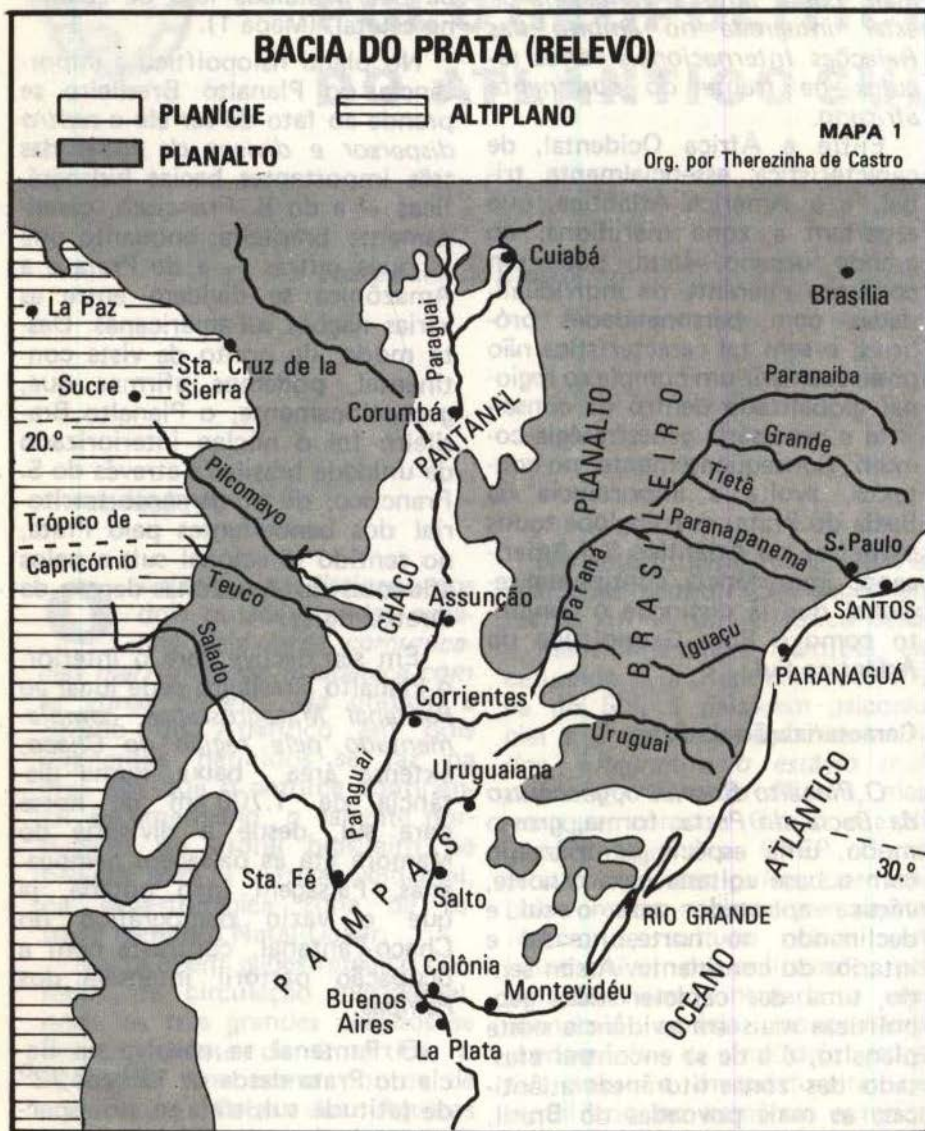 BACIA DO PRATA (RELEVO)
PLANÍCIE
ALTIPLANO
PLANALTO
MAPA 1
Org. por Therezinha de Castro
Cuiabá
La Paz
Paraguai
Brasília
Sta. Cruz de la
Sierra
Paranaiba
Sucre
Corumbá
PANTANAL
PLANALTO
Grande
20.
Tietê
Pilcomayo
BRASILEIRO
Paranapanema
S. Paulo
Trópico de
Capricórnio
CHACO
Paraná
Teuco
Assunção
SANTOS
Salado
Iguaçu
PARANAGUA
Corrientes
Uruguai
Paraguai
Uruguaiana
ATLÂNTICO
30.
Sta. Fé
PAMPAS
Salto
RIO GRANDE
OCEANO
Colônia
Buenos
Aires
Montevidéu
La Plata